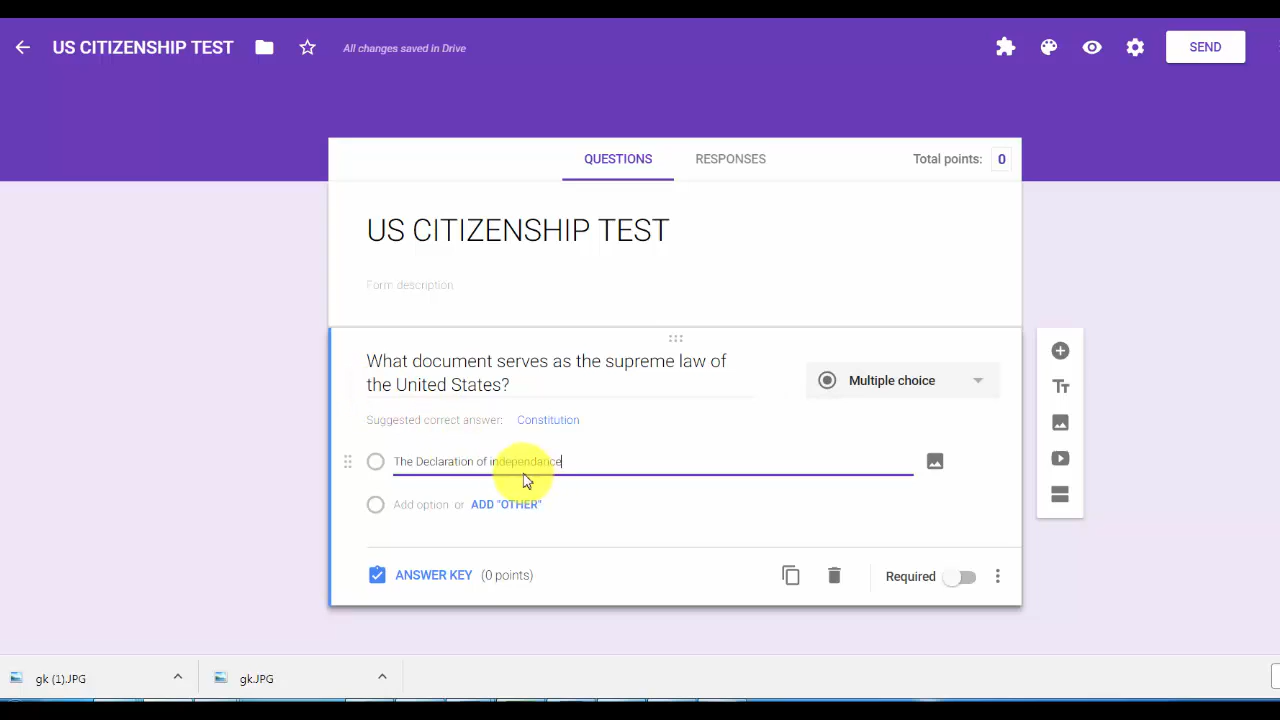 US CITIZENSHIP TEST All changes saved in Drive SEND
QUESTIONS RESPONSES Total points: 0
US CITIZENSHIP TEST
Form description
What document serves as the supreme law of
the United States?
Multiple choice
Suggested correct answer: Constitution
The Declaration of independance
Add option or ADD "OTHER"
ANSWER KEY (0 points) Required
gk (1).JPG gk.JPG